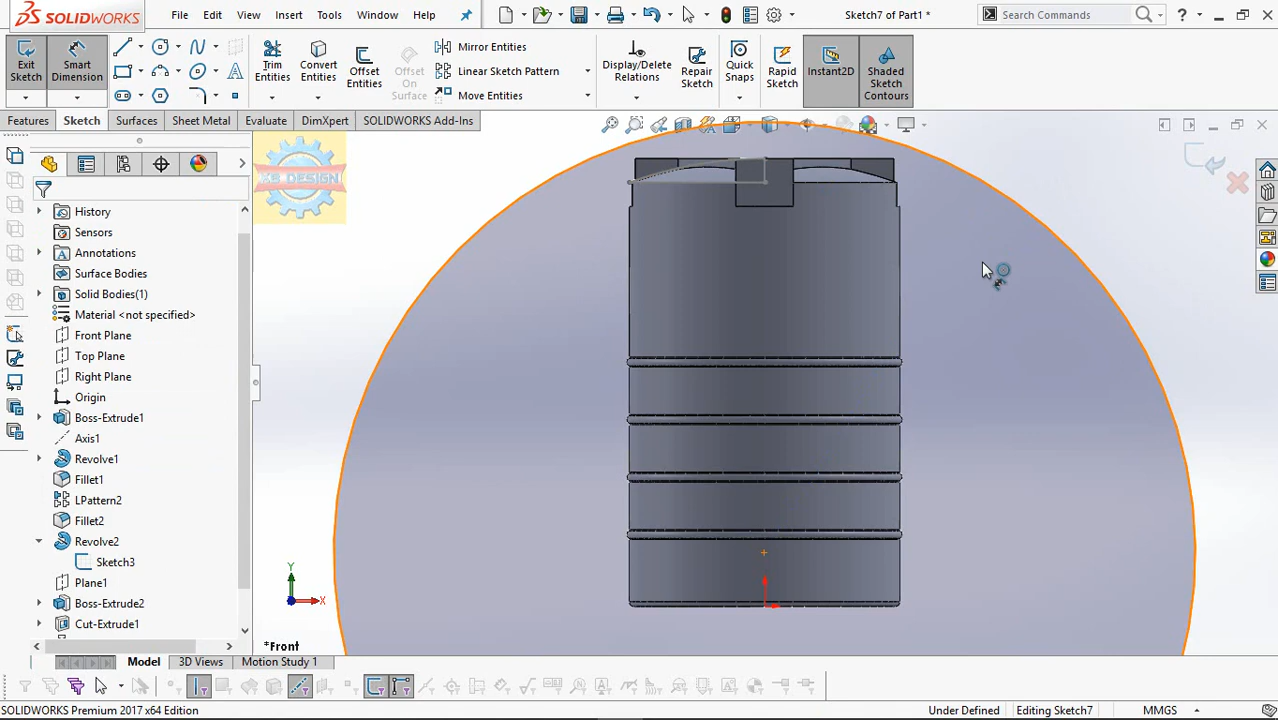 SOLIDWORKS
File Edit View Insert Tools Window Help
Sketch7 of Part1 *
Search Commands
Exit Sketch
Smart Dimension
Trim Entities
Convert Entities
Offset Entities
Offset On Surface
Mirror Entities
Linear Sketch Pattern
Move Entities
Display/Delete Relations
Repair Sketch
Quick Snaps
Rapid Sketch
Instant2D
Shaded Sketch Contours
Features Sketch Surfaces Sheet Metal Evaluate DimXpert SOLIDWORKS Add-Ins
History
Sensors
Annotations
Surface Bodies
Solid Bodies(1)
Material <not specified>
Front Plane
Top Plane
Right Plane
Origin
Boss-Extrude1
Axis1
Revolve1
Fillet1
LPattern2
Fillet2
Revolve2
Sketch3
Plane1
Boss-Extrude2
Cut-Extrude1
Y
X
*Front
Model 3D Views Motion Study 1
SOLIDWORKS Premium 2017 x64 Edition
Under Defined
Editing Sketch7
MMGS